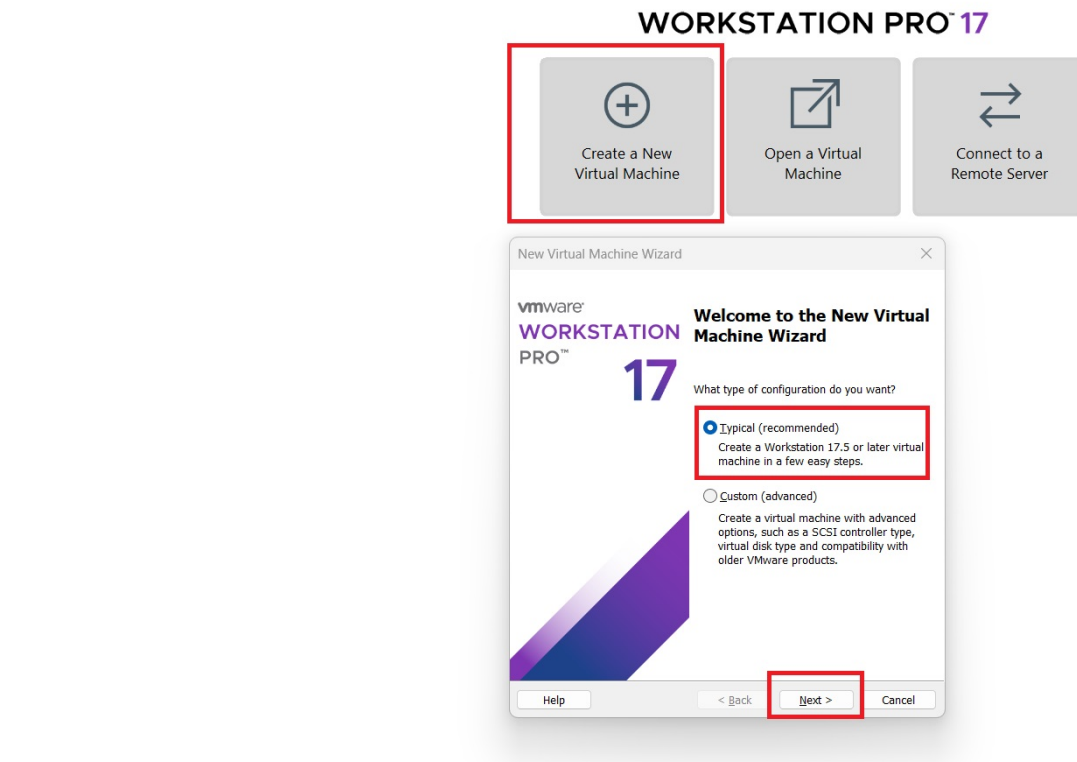 WORKSTATION PRO™ 17
Create a New
Virtual Machine
Open a Virtual
Machine
Connect to a
Remote Server
New Virtual Machine Wizard
vmware®
WORKSTATION
PRO™
17
Welcome to the New Virtual
Machine Wizard
What type of configuration do you want?
Typical (recommended)
Create a Workstation 17.5 or later virtual
machine in a few easy steps.
Custom (advanced)
Create a virtual machine with advanced
options, such as a SCSI controller type,
virtual disk type and compatibility with
older VMware products.
Help
< Back
Next >
Cancel